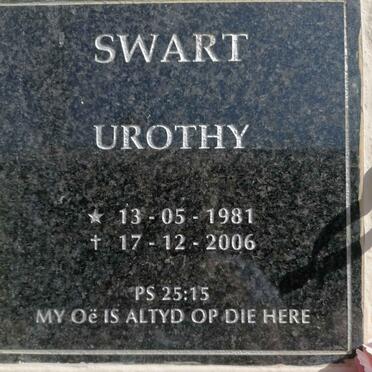 SWART
UROTHY
★ 13 - 05 - 1981
† 17 - 12 - 2006
PS 25:15
MY Oë IS ALTYD OP DIE HERE